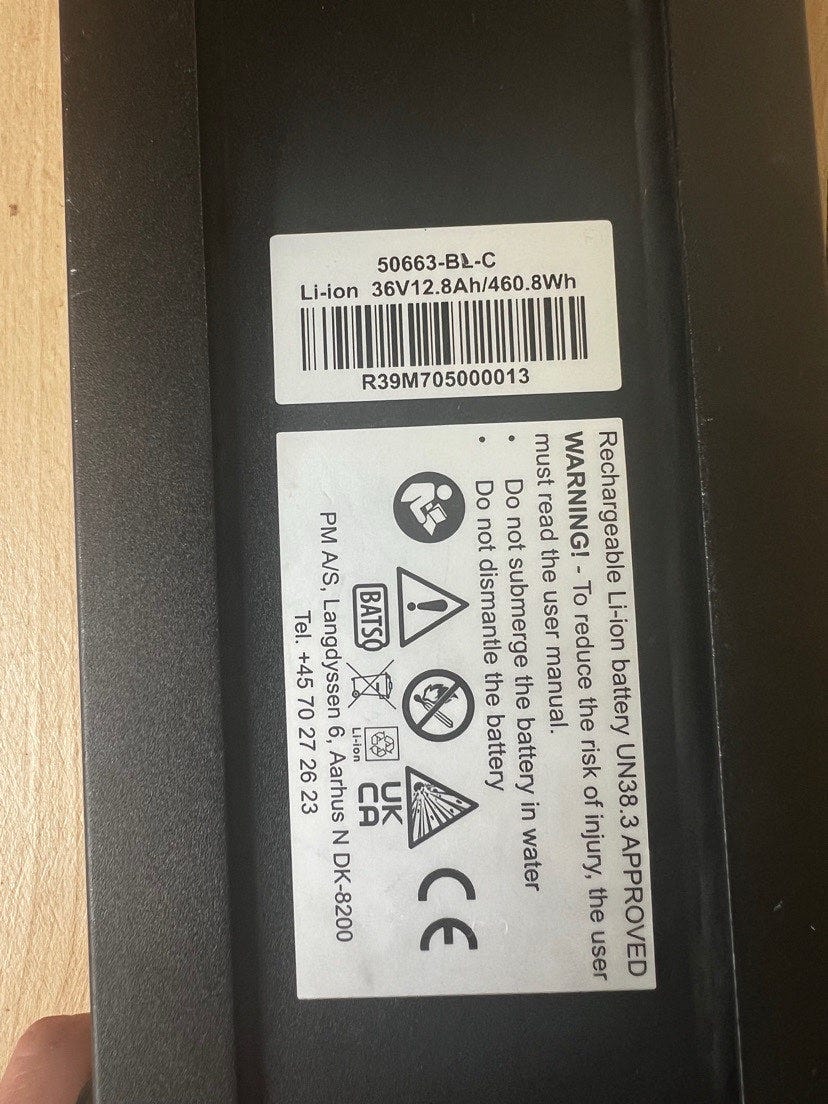 50663-BL-C
Li-ion 36V12.8Ah/460.8Wh
R39M705000013
Rechargeable Li-ion battery UN38.3 APPROVED
WARNING! - To reduce the risk of injury, the user
must read the user manual.
• Do not submerge the battery in water
• Do not dismantle the battery
CE
BATSO
Li-ion
UK
CA
PM A/S, Langdyssen 6, Aarhus N DK-8200
Tel. +45 70 27 26 23